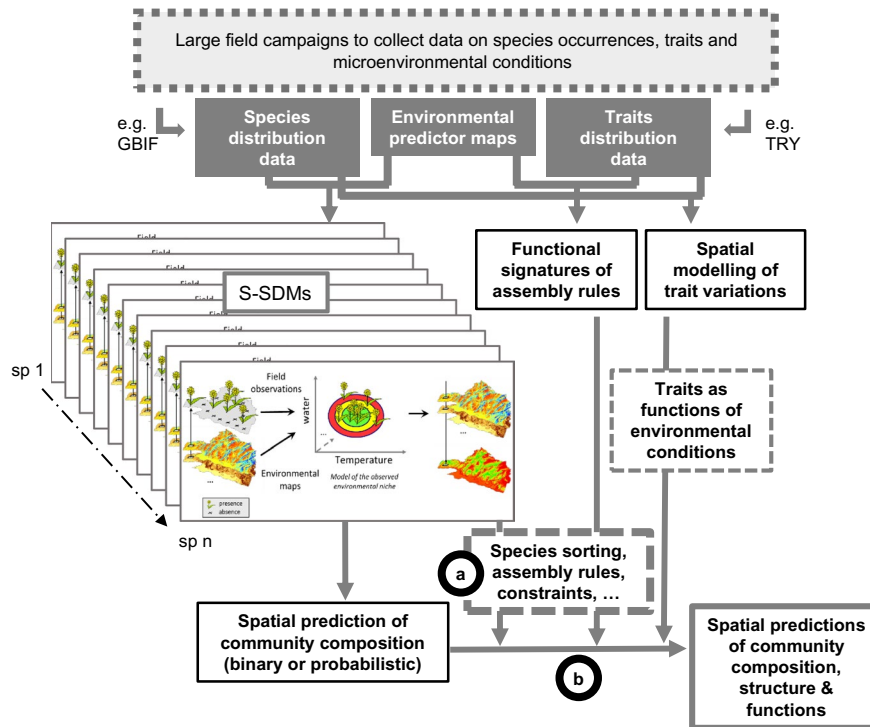 Large field campaigns to collect data on species occurrences, traits and
microenvironmental conditions
e.g.
GBIF
Species
distribution
data
Environmental
predictor maps
Traits
distribution
data
e.g.
TRY
Functional
signatures of
assembly rules
Spatial
modelling of
trait variations
S-SDMs
sp 1
sp n
Field
observations
Environmental
maps
presence
absence
water
...
Temperature
Model of the observed
environmental niche
...
Traits as
functions of
environmental
conditions
a
Species sorting,
assembly rules,
constraints, …
Spatial prediction of
community composition
(binary or probabilistic)
b
Spatial predictions
of community
composition,
structure &
functions